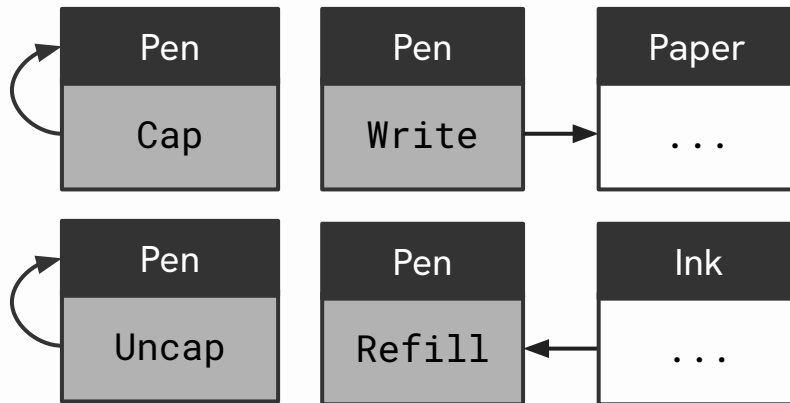 Pen
Cap
Pen
Write
Paper
...
Pen
Uncap
Pen
Refill
Ink
...